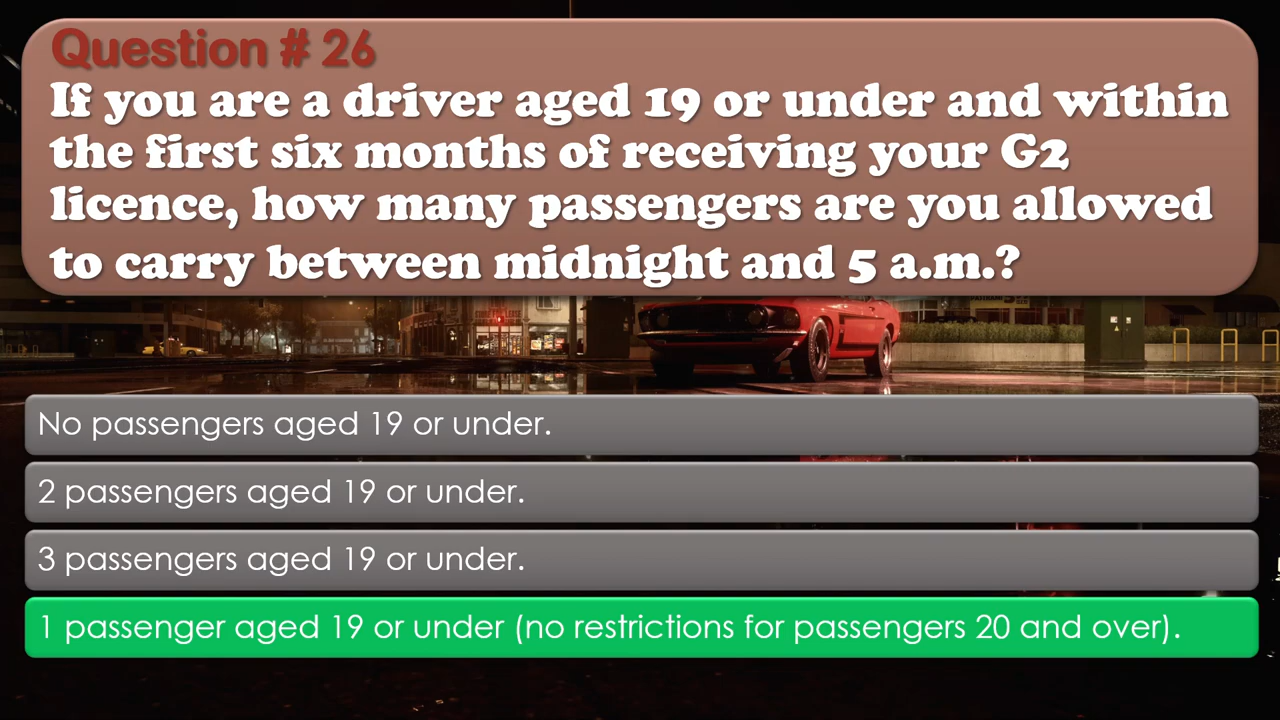 Question # 26
If you are a driver aged 19 or under and within
the first six months of receiving your G2
licence, how many passengers are you allowed
to carry between midnight and 5 a.m.?
No passengers aged 19 or under.
2 passengers aged 19 or under.
3 passengers aged 19 or under.
1 passenger aged 19 or under (no restrictions for passengers 20 and over).